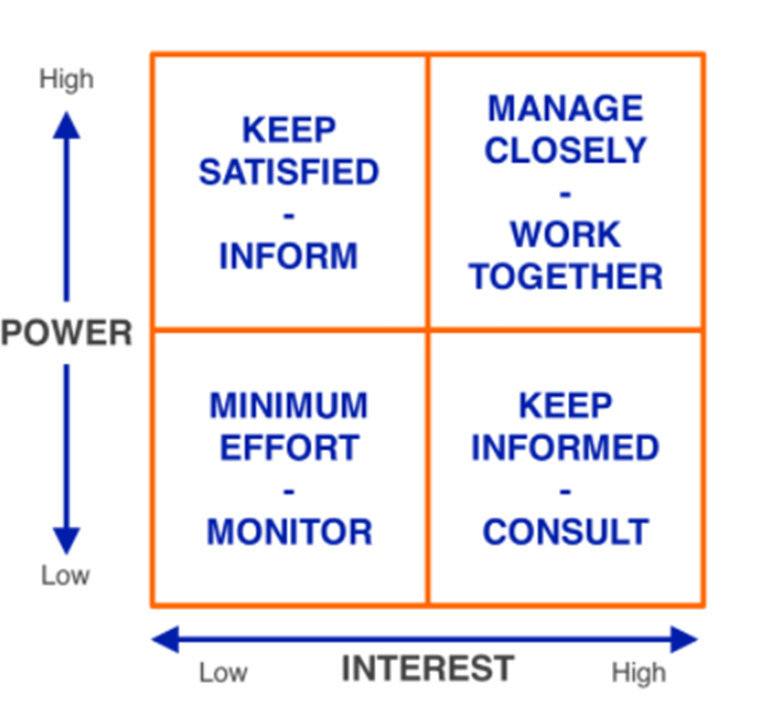 High
KEEP
SATISFIED
-
INFORM
MANAGE
CLOSELY
-
WORK
TOGETHER
POWER
MINIMUM
EFFORT
-
MONITOR
KEEP
INFORMED
-
CONSULT
Low
Low
INTEREST
High